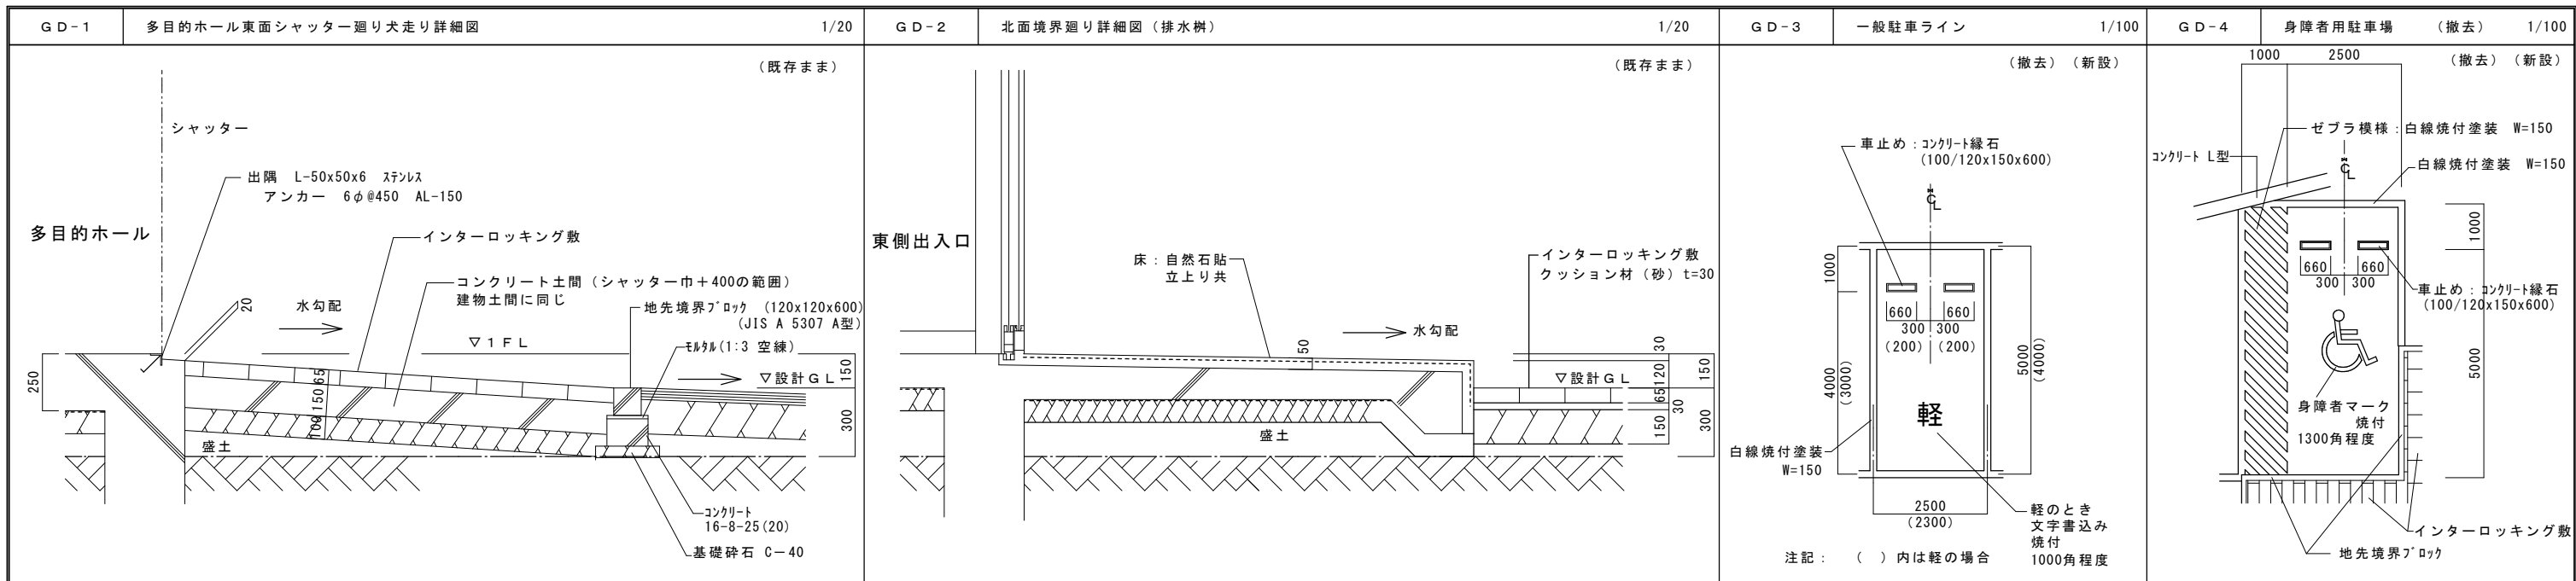 GD-1 多目的ホール東面シャッター廻り犬走り詳細図 1/20
(既存まま)
シャッター
出隅 L-50x50x6 ステンレス
アンカー 6φ@450 AL-150
多目的ホール
インターロッキング敷
コンクリート土間(シャッター巾+400の範囲)
建物土間に同じ
水勾配
20
地先境界ブロック (120x120x600)
(JIS A 5307 A型)
▽1FL
モルタル(1:3 空練)
▽設計GL
150
250
65
150
100
300
盛土
コンクリート
16-8-25(20)
基礎砕石 C-40
GD-2 北面境界廻り詳細図(排水桝) 1/20
(既存まま)
東側出入口
床:自然石貼
立上り共
インターロッキング敷
クッション材(砂)t=30
水勾配
50
30
▽設計GL
120
150
65
30
150
300
盛土
GD-3 一般駐車ライン 1/100
(撤去)(新設)
車止め:コンクリート縁石
(100/120x150x600)
CL
1000
660 660
300 300
(200) (200)
4000
(3000)
5000
(4000)
軽
白線焼付塗装
W=150
2500
(2300)
軽のとき
文字書込み
焼付
1000角程度
注記: ( )内は軽の場合
GD-4 身障者用駐車場 (撤去) 1/100
1000 2500
(撤去)(新設)
ゼブラ模様:白線焼付塗装 W=150
コンクリート L型
白線焼付塗装 W=150
CL
1000
660 660
300 300
車止め:コンクリート縁石
(100/120x150x600)
5000
身障者マーク
焼付
1300角程度
インターロッキング敷
地先境界ブロック